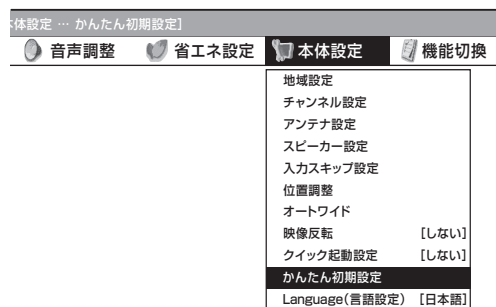 体設定 … かんたん初期設定]
音声調整 省エネ設定 本体設定 機能切換
地域設定
チャンネル設定
アンテナ設定
スピーカー設定
入力スキップ設定
位置調整
オートワイド
映像反転 [しない]
クイック起動設定 [しない]
かんたん初期設定
Language(言語設定) [日本語]